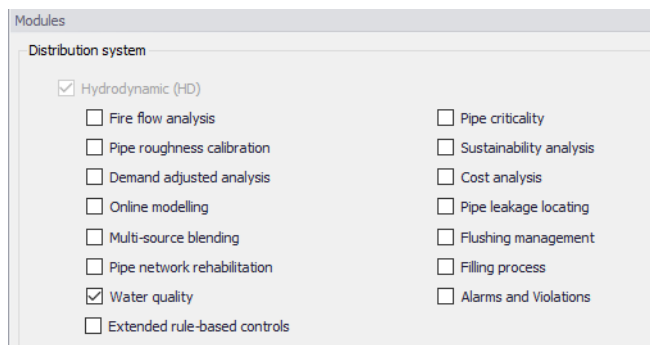 Modules
Distribution system
Hydrodynamic (HD)
Fire flow analysis
Pipe criticality
Pipe roughness calibration
Sustainability analysis
Demand adjusted analysis
Cost analysis
Online modelling
Pipe leakage locating
Multi-source blending
Flushing management
Pipe network rehabilitation
Filling process
Water quality
Alarms and Violations
Extended rule-based controls